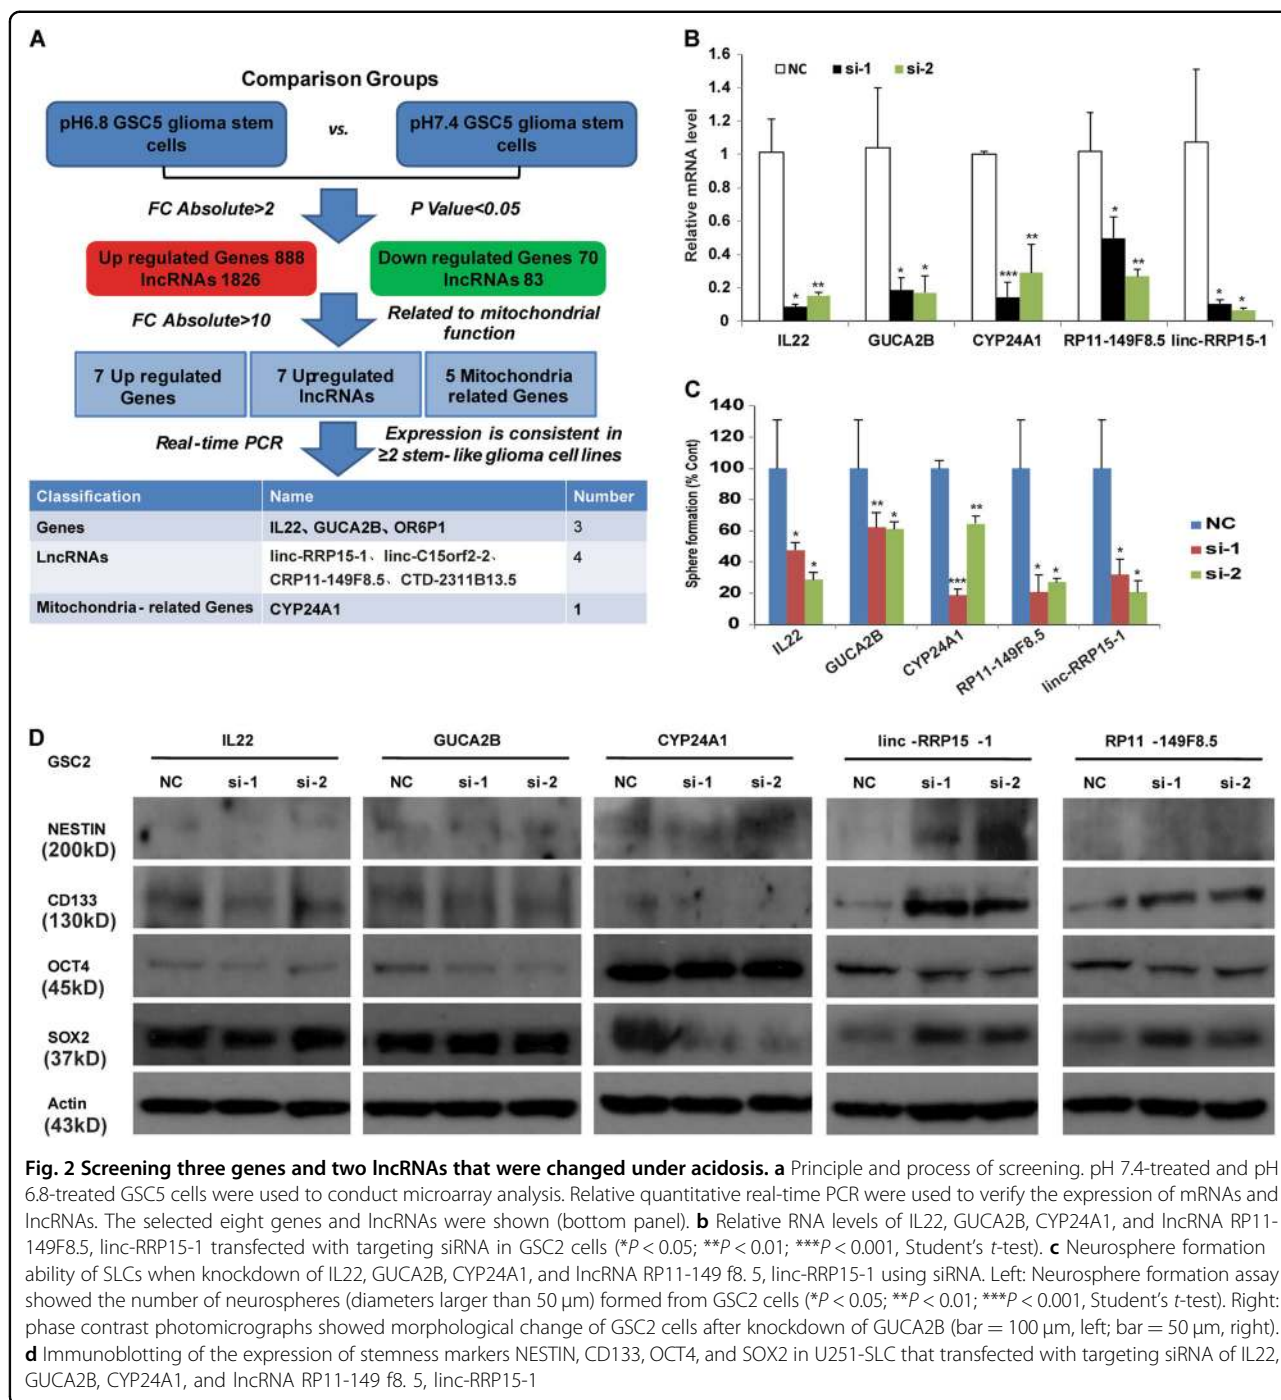 A
Comparison Groups
pH6.8 GSC5 glioma stem
cells
vs.
pH7.4 GSC5 glioma stem
cells
FC Absolute>2
P Value<0.05
Up regulated Genes 888
lncRNAs 1826
Down regulated Genes 70
lncRNAs 83
FC Absolute>10
Related to mitochondrial
function
7 Up regulated
Genes
7 Upregulated
lncRNAs
5 Mitochondria
related Genes
Real-time PCR
Expression is consistent in
≥2 stem-like glioma cell lines
Classification Name Number
Genes IL22、GUCA2B、OR6P1 3
LncRNAs linc-RRP15-1、linc-C15orf2-2、 4
CRP11-149F8.5、CTD-2311B13.5
Mitochondria-related Genes CYP24A1 1
B
Relative mRNA level
1.6
1.4
1.2
1
0.8
0.6
0.4
0.2
0
NC si-1 si-2
* ** * * *** ** * ** * *
IL22 GUCA2B CYP24A1 RP11-149F8.5 linc-RRP15-1
C
Sphere formation (% Cont)
140
120
100
80
60
40
20
0
* * ** * *** ** * * * *
IL22 GUCA2B CYP24A1 RP11-149F8.5 linc-RRP15-1
NC
si-1
si-2
D
GSC2
IL22 GUCA2B CYP24A1 linc -RRP15 -1 RP11 -149F8.5
NC si-1 si-2 NC si-1 si-2 NC si-1 si-2 NC si-1 si-2 NC si-1 si-2
NESTIN
(200kD)
CD133
(130kD)
OCT4
(45kD)
SOX2
(37kD)
Actin
(43kD)
Fig. 2 Screening three genes and two lncRNAs that were changed under acidosis. a Principle and process of screening. pH 7.4-treated and pH
6.8-treated GSC5 cells were used to conduct microarray analysis. Relative quantitative real-time PCR were used to verify the expression of mRNAs and
lncRNAs. The selected eight genes and lncRNAs were shown (bottom panel). b Relative RNA levels of IL22, GUCA2B, CYP24A1, and lncRNA RP11-
149F8.5, linc-RRP15-1 transfected with targeting siRNA in GSC2 cells (*P < 0.05; **P < 0.01; ***P < 0.001, Student's t-test). c Neurosphere formation
ability of SLCs when knockdown of IL22, GUCA2B, CYP24A1, and lncRNA RP11-149 f8. 5, linc-RRP15-1 using siRNA. Left: Neurosphere formation assay
showed the number of neurospheres (diameters larger than 50 μm) formed from GSC2 cells (*P < 0.05; **P < 0.01; ***P < 0.001, Student's t-test). Right:
phase contrast photomicrographs showed morphological change of GSC2 cells after knockdown of GUCA2B (bar = 100 μm, left; bar = 50 μm, right).
d Immunoblotting of the expression of stemness markers NESTIN, CD133, OCT4, and SOX2 in U251-SLC that transfected with targeting siRNA of IL22,
GUCA2B, CYP24A1, and lncRNA RP11-149 f8. 5, linc-RRP15-1